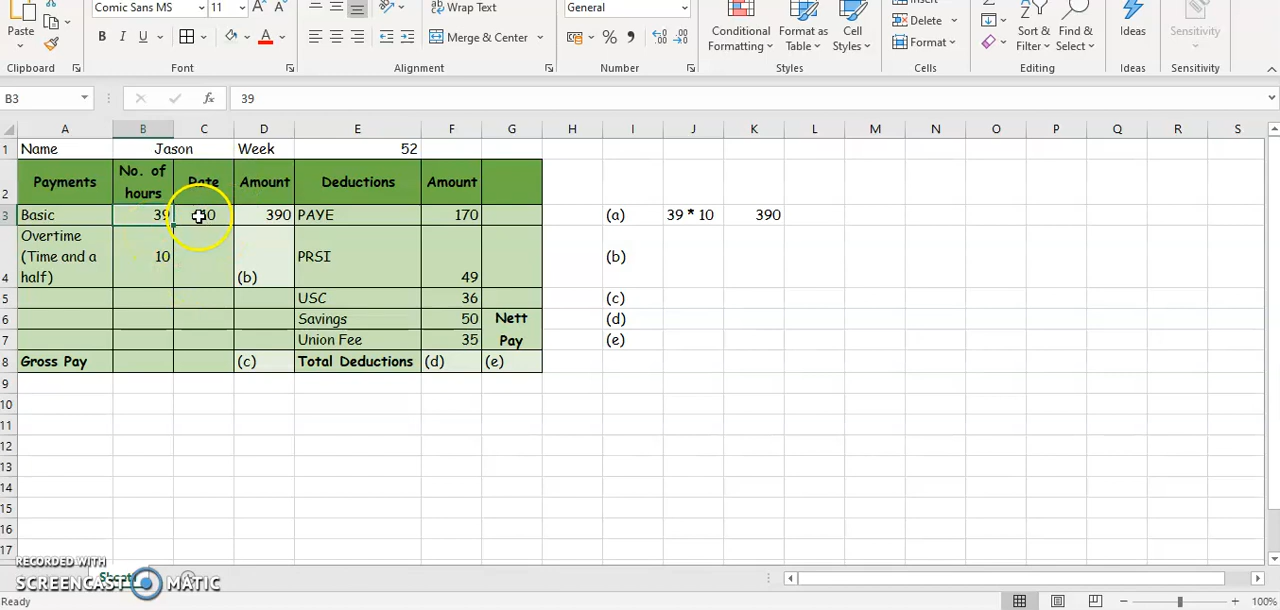 Comic Sans MS 11 A A Wrap Text General Delete Format
Paste B I U A Merge & Center % Conditional Formatting Format as Table Cell Styles Sort & Filter Find & Select Ideas Sensitivity
Clipboard Font Alignment Number Styles Cells Editing Ideas Sensitivity
B3 fx 39
A B C D E F G H I J K L M N O P Q R S
1 Name Jason Week 52
2 Payments No. of hours Amount Deductions Amount
3 Basic 39 390 PAYE 170 (a) 39 * 10 390
4 Overtime (Time and a half) 10 (b) PRSI 49 (b)
5 USC 36 (c)
6 Savings 50 Nett (d)
7 Union Fee 35 Pay (e)
8 Gross Pay (c) Total Deductions (d) (e)
9
10
11
12
13
14
15
16
17
RECORDED WITH
SCREENCAST MATIC
Ready 100%